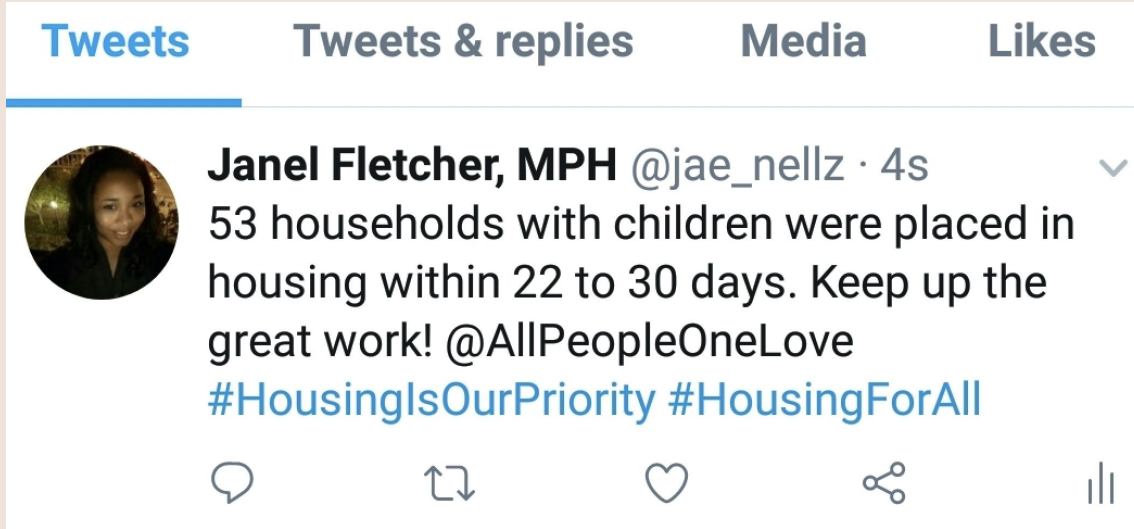 Tweets Tweets & replies Media Likes
Janel Fletcher, MPH @jae_nellz · 4s
53 households with children were placed in
housing within 22 to 30 days. Keep up the
great work! @AllPeopleOneLove
#HousingIsOurPriority #HousingForAll